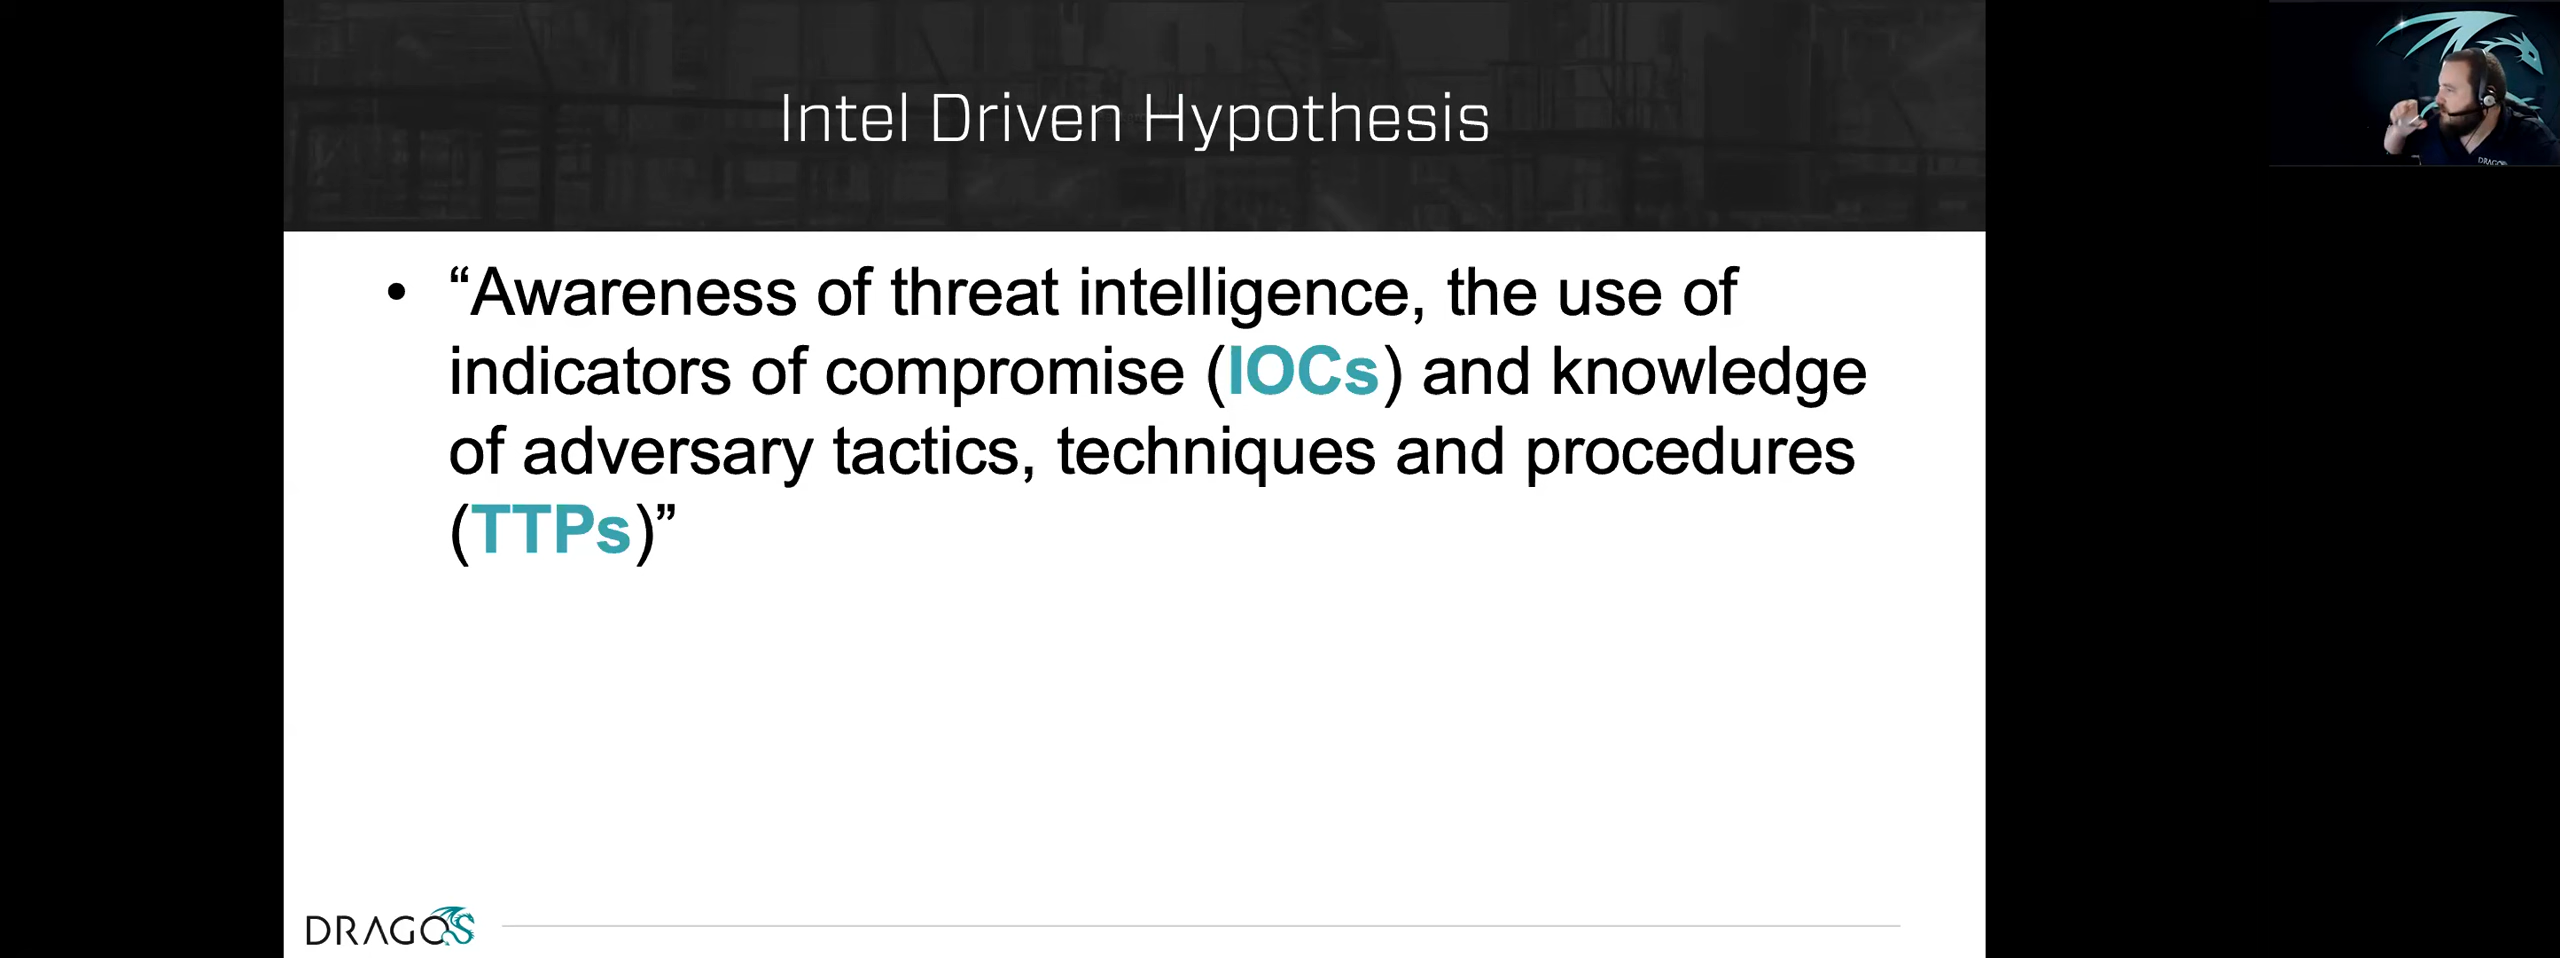 Intel Driven Hypothesis
• “Awareness of threat intelligence, the use of
indicators of compromise (IOCs) and knowledge
of adversary tactics, techniques and procedures
(TTPs)”
DRAGOS
DRAGOS